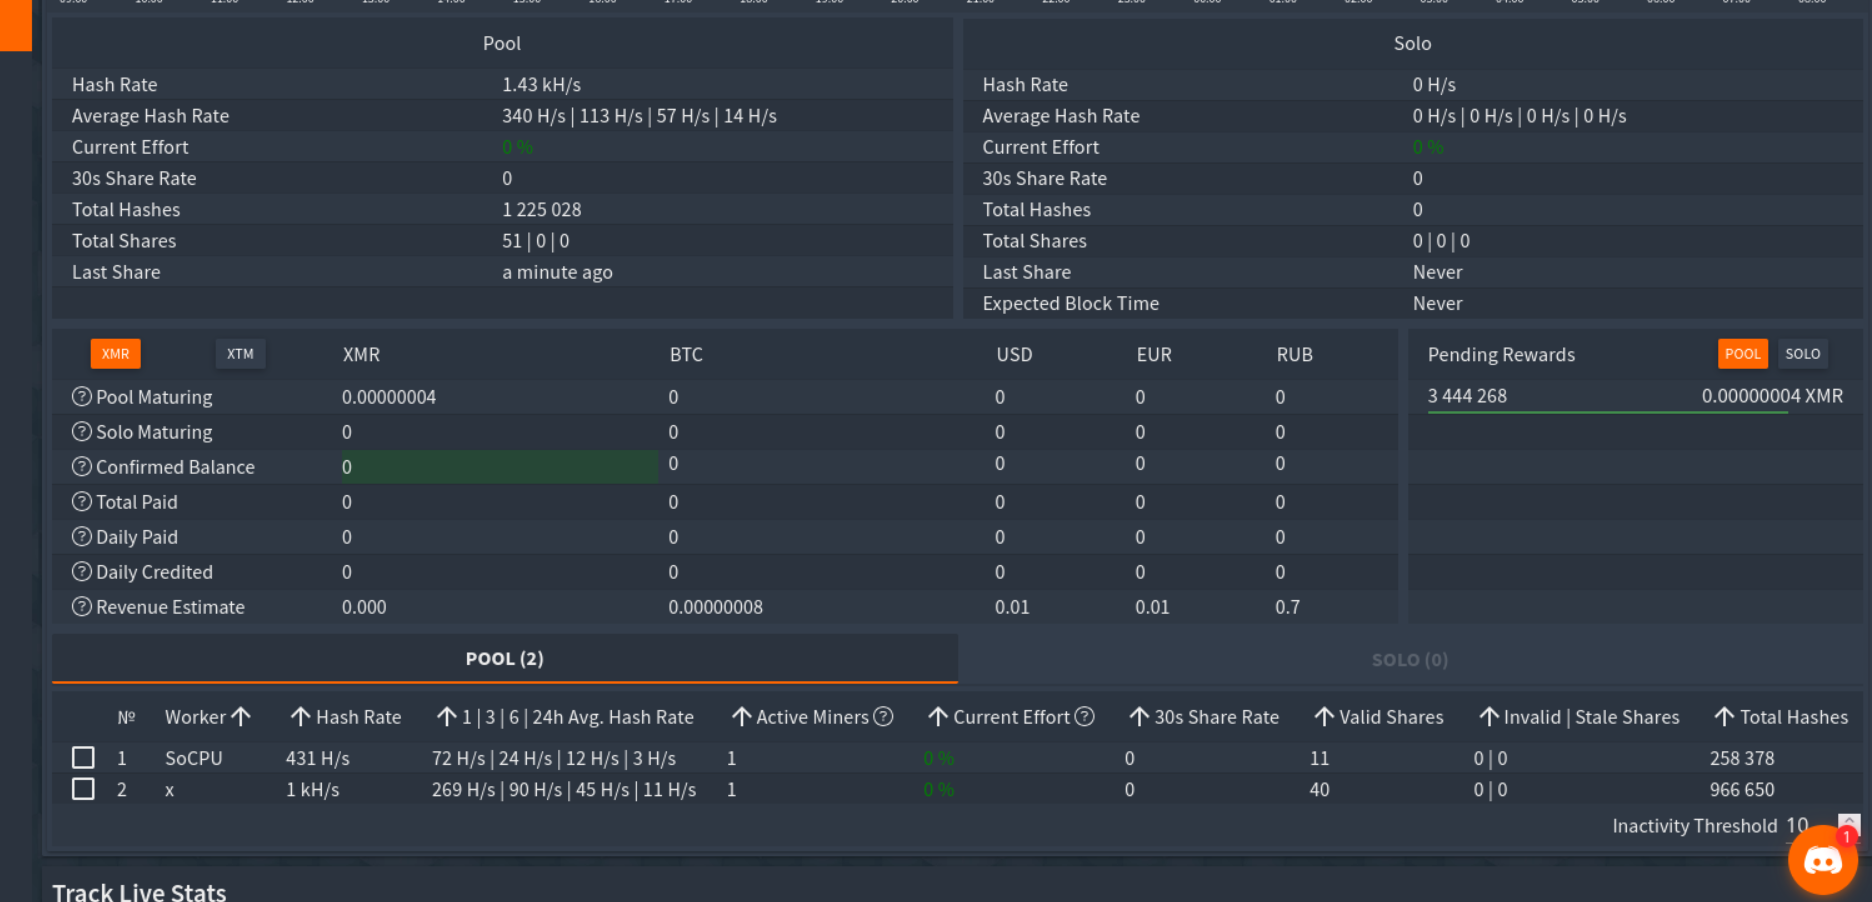 Pool
Hash Rate 1.43 kH/s
Average Hash Rate 340 H/s | 113 H/s | 57 H/s | 14 H/s
Current Effort 0 %
30s Share Rate 0
Total Hashes 1 225 028
Total Shares 51 | 0 | 0
Last Share a minute ago
Solo
Hash Rate 0 H/s
Average Hash Rate 0 H/s | 0 H/s | 0 H/s | 0 H/s
Current Effort 0 %
30s Share Rate 0
Total Hashes 0
Total Shares 0 | 0 | 0
Last Share Never
Expected Block Time Never
XMR XTM XMR BTC USD EUR RUB
? Pool Maturing 0.00000004 0 0 0 0
? Solo Maturing 0 0 0 0 0
? Confirmed Balance 0 0 0 0 0
? Total Paid 0 0 0 0 0
? Daily Paid 0 0 0 0 0
? Daily Credited 0 0 0 0 0
? Revenue Estimate 0.000 0.00000008 0.01 0.01 0.7
Pending Rewards POOL SOLO
3 444 268 0.00000004 XMR
POOL (2) SOLO (0)
№ Worker ↑ ↑ Hash Rate ↑ 1 | 3 | 6 | 24h Avg. Hash Rate ↑ Active Miners ? ↑ Current Effort ? ↑ 30s Share Rate ↑ Valid Shares ↑ Invalid | Stale Shares ↑ Total Hashes
1 SoCPU 431 H/s 72 H/s | 24 H/s | 12 H/s | 3 H/s 1 0 % 0 11 0 | 0 258 378
2 x 1 kH/s 269 H/s | 90 H/s | 45 H/s | 11 H/s 1 0 % 0 40 0 | 0 966 650
Inactivity Threshold 10
1
Track Live Stats